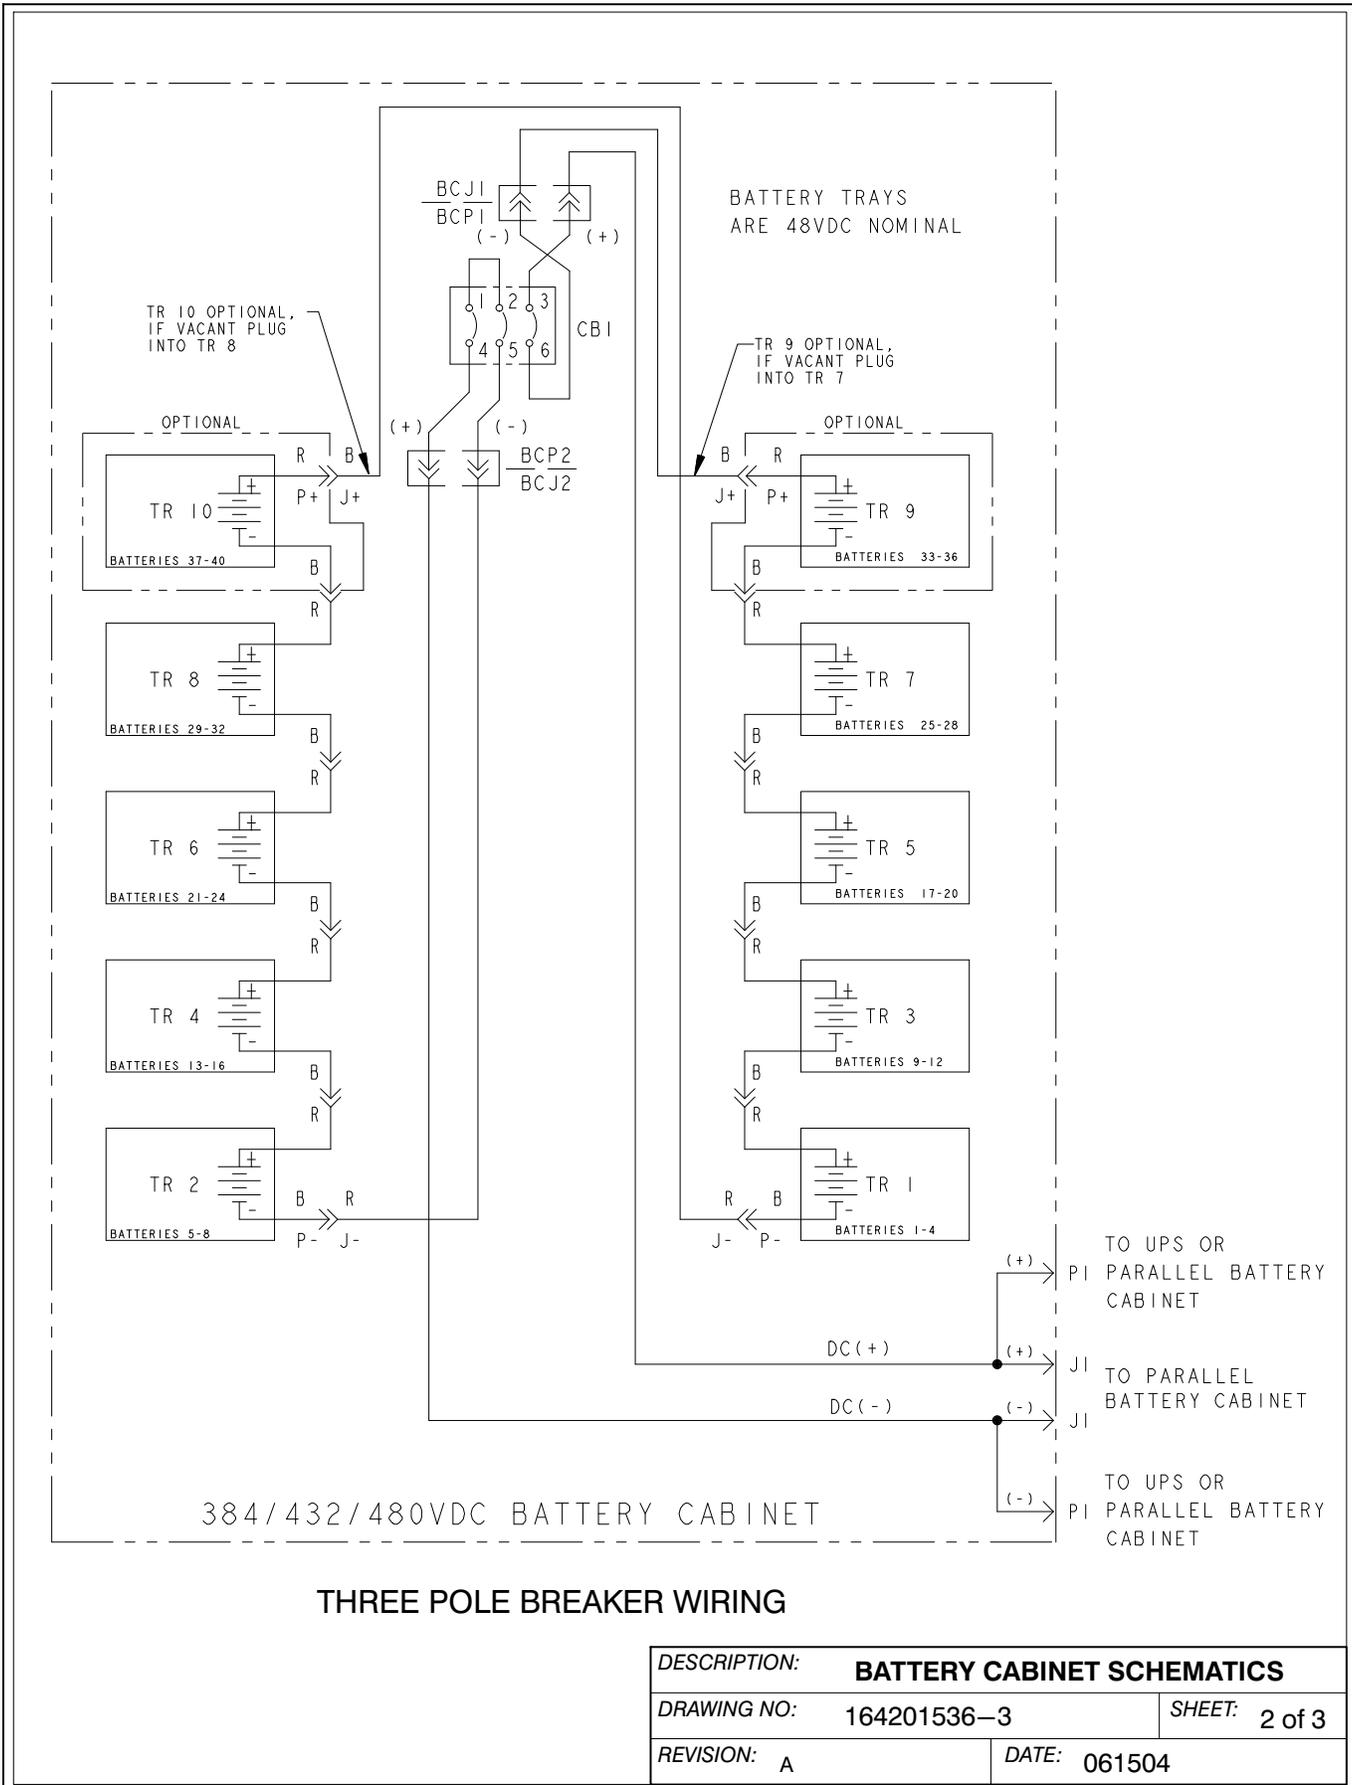 BCJ1
BCP1
(-)
(+)
BATTERY TRAYS
ARE 48VDC NOMINAL
1 2 3
4 5 6
CB1
TR 10 OPTIONAL,
IF VACANT PLUG
INTO TR 8
TR 9 OPTIONAL,
IF VACANT PLUG
INTO TR 7
(+)
(-)
BCP2
BCJ2
OPTIONAL
R B
P+ J+
+
TR 10
-
BATTERIES 37-40
B
R
OPTIONAL
B R
J+ P+
+
TR 9
-
BATTERIES 33-36
B
R
+
TR 8
-
BATTERIES 29-32
B
R
+
TR 7
-
BATTERIES 25-28
B
R
+
TR 6
-
BATTERIES 21-24
B
R
+
TR 5
-
BATTERIES 17-20
B
R
+
TR 4
-
BATTERIES 13-16
B
R
+
TR 3
-
BATTERIES 9-12
B
R
+
TR 2
-
BATTERIES 5-8
B R
P- J-
+
TR 1
-
BATTERIES 1-4
R B
J- P-
(+)
P1
TO UPS OR
PARALLEL BATTERY
CABINET
DC(+)
(+)
J1
TO PARALLEL
BATTERY CABINET
DC(-)
(-)
J1
(-)
P1
TO UPS OR
PARALLEL BATTERY
CABINET
384/432/480VDC BATTERY CABINET
THREE POLE BREAKER WIRING
DESCRIPTION: BATTERY CABINET SCHEMATICS
DRAWING NO: 164201536—3
SHEET: 2 of 3
REVISION: A
DATE: 061504